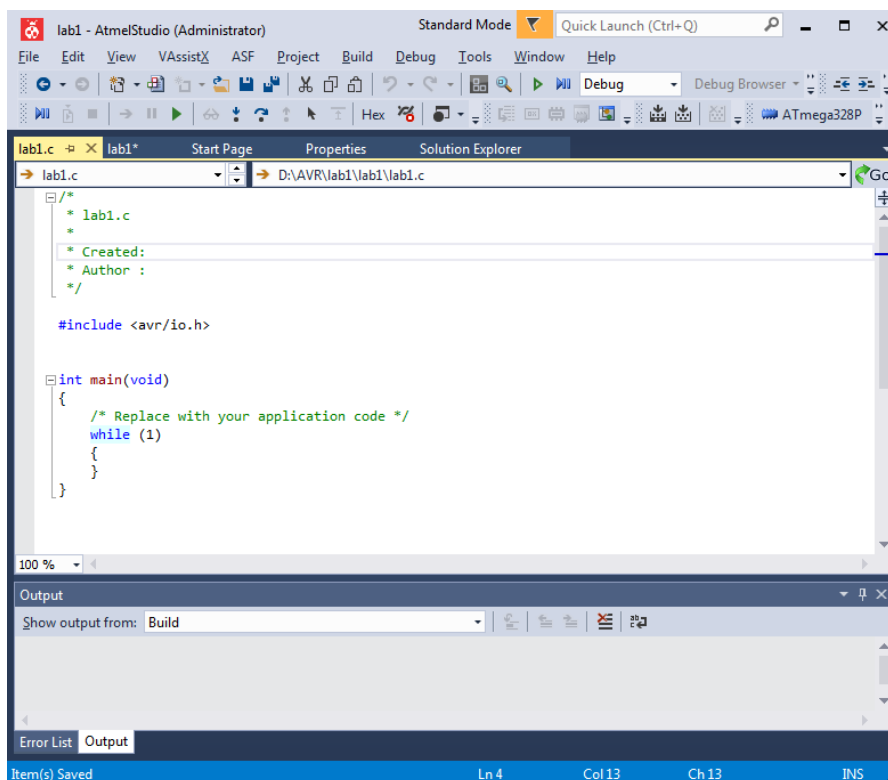 lab1 - AtmelStudio (Administrator) Standard Mode Quick Launch (Ctrl+Q)
File Edit View VAssistX ASF Project Build Debug Tools Window Help
Debug Debug Browser
Hex ATmega328P
lab1.c lab1* Start Page Properties Solution Explorer
lab1.c D:\AVR\lab1\lab1\lab1.c Go
/*
* lab1.c
*
* Created:
* Author :
*/
#include <avr/io.h>
int main(void)
{
/* Replace with your application code */
while (1)
{
}
}
100 %
Output
Show output from: Build
Error List Output
Item(s) Saved Ln 4 Col 13 Ch 13 INS